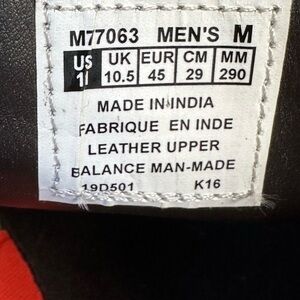 M77063 MEN'S M
US UK EUR CM MM
11 10.5 45 29 290
MADE IN INDIA
FABRIQUE EN INDE
LEATHER UPPER
BALANCE MAN-MADE
19D501 K16